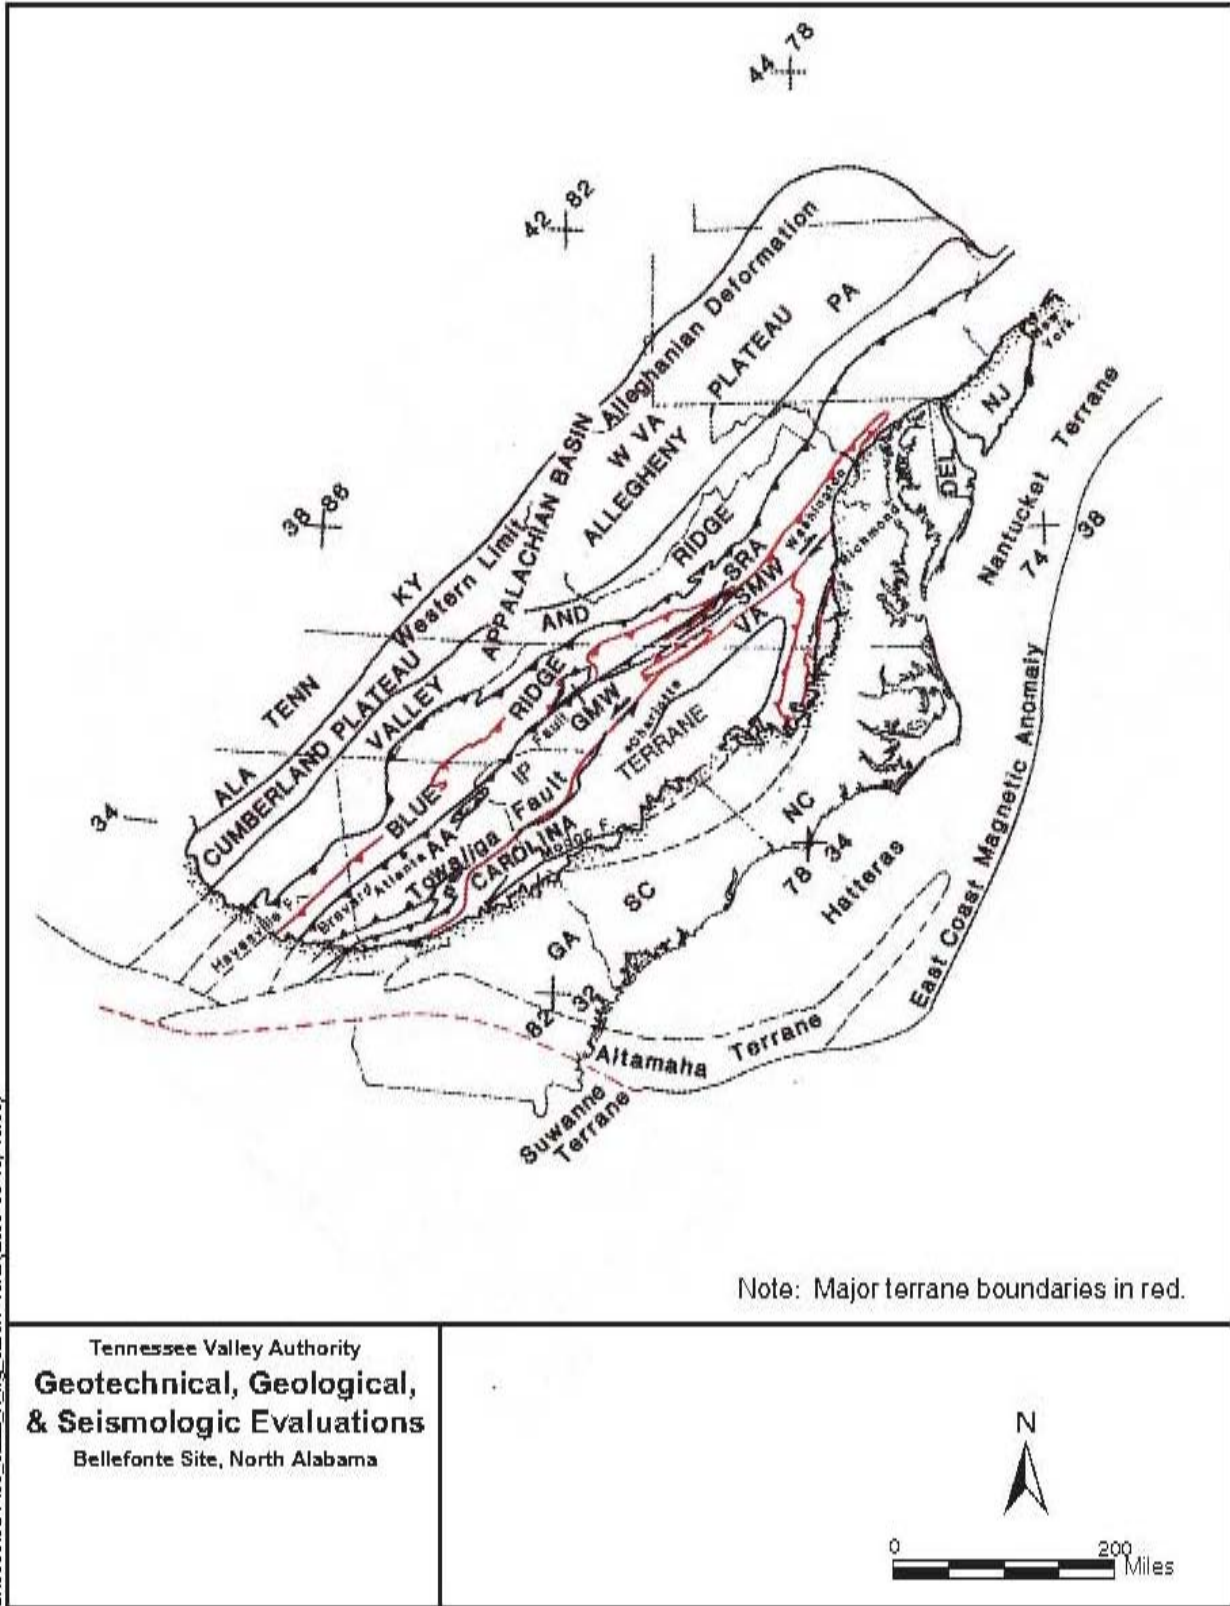 44 78
42 82
Alleghanian Deformation
PLATEAU
PA
New
York
NJ
Nantucket Terrane
W VA
ALLEGHENY
APPALACHIAN BASIN
DEL
38 86
38
74
Washington
Richmond
RIDGE
KY
Western Limit
SRA
SMW
AND
VA
TENN
CUMBERLAND PLATEAU
VALLEY
RIDGE
BLUE
Fault
GMW
Charlotte
TERRANE
East Coast Magnetic Anomaly
ALA
34
IP
Fault
NC
AA
Towaliga
CAROLINA
Modoc F.
Atlanta
Brevard
Hayesville F.
SC
78 34
Hatteras
GA
82 32
Altamaha Terrane
Suwanne
Terrane
Note: Major terrane boundaries in red.
Tennessee Valley Authority
Geotechnical, Geological,
& Seismologic Evaluations
Bellefonte Site, North Alabama
N
0 200
Miles